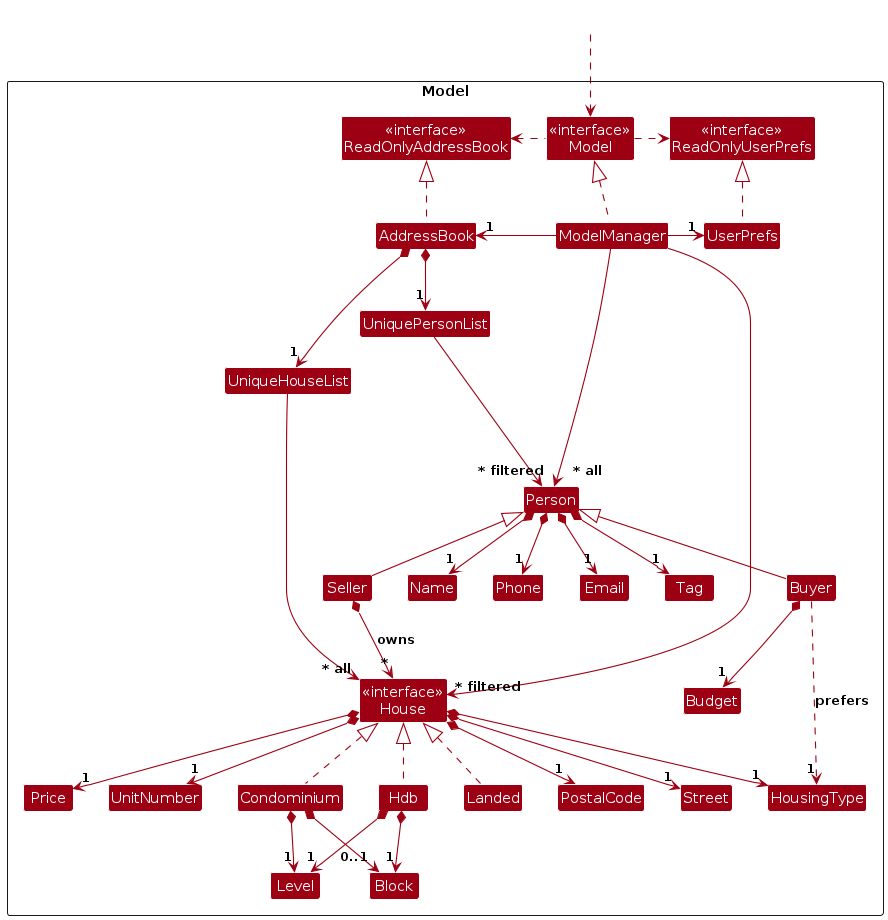 Model
«interface»
ReadOnlyAddressBook
«interface»
Model
«interface»
ReadOnlyUserPrefs
AddressBook
1
ModelManager
1
UserPrefs
1
UniquePersonList
1
UniqueHouseList
* filtered
* all
Person
1
1
1
1
Seller
Name
Phone
Email
Tag
Buyer
owns
* all
*
«interface»
House
* filtered
1
Budget
prefers
1
1
1
1
1
1
Price
UnitNumber
Condominium
Hdb
Landed
PostalCode
Street
HousingType
1
1
0..1
1
Level
Block